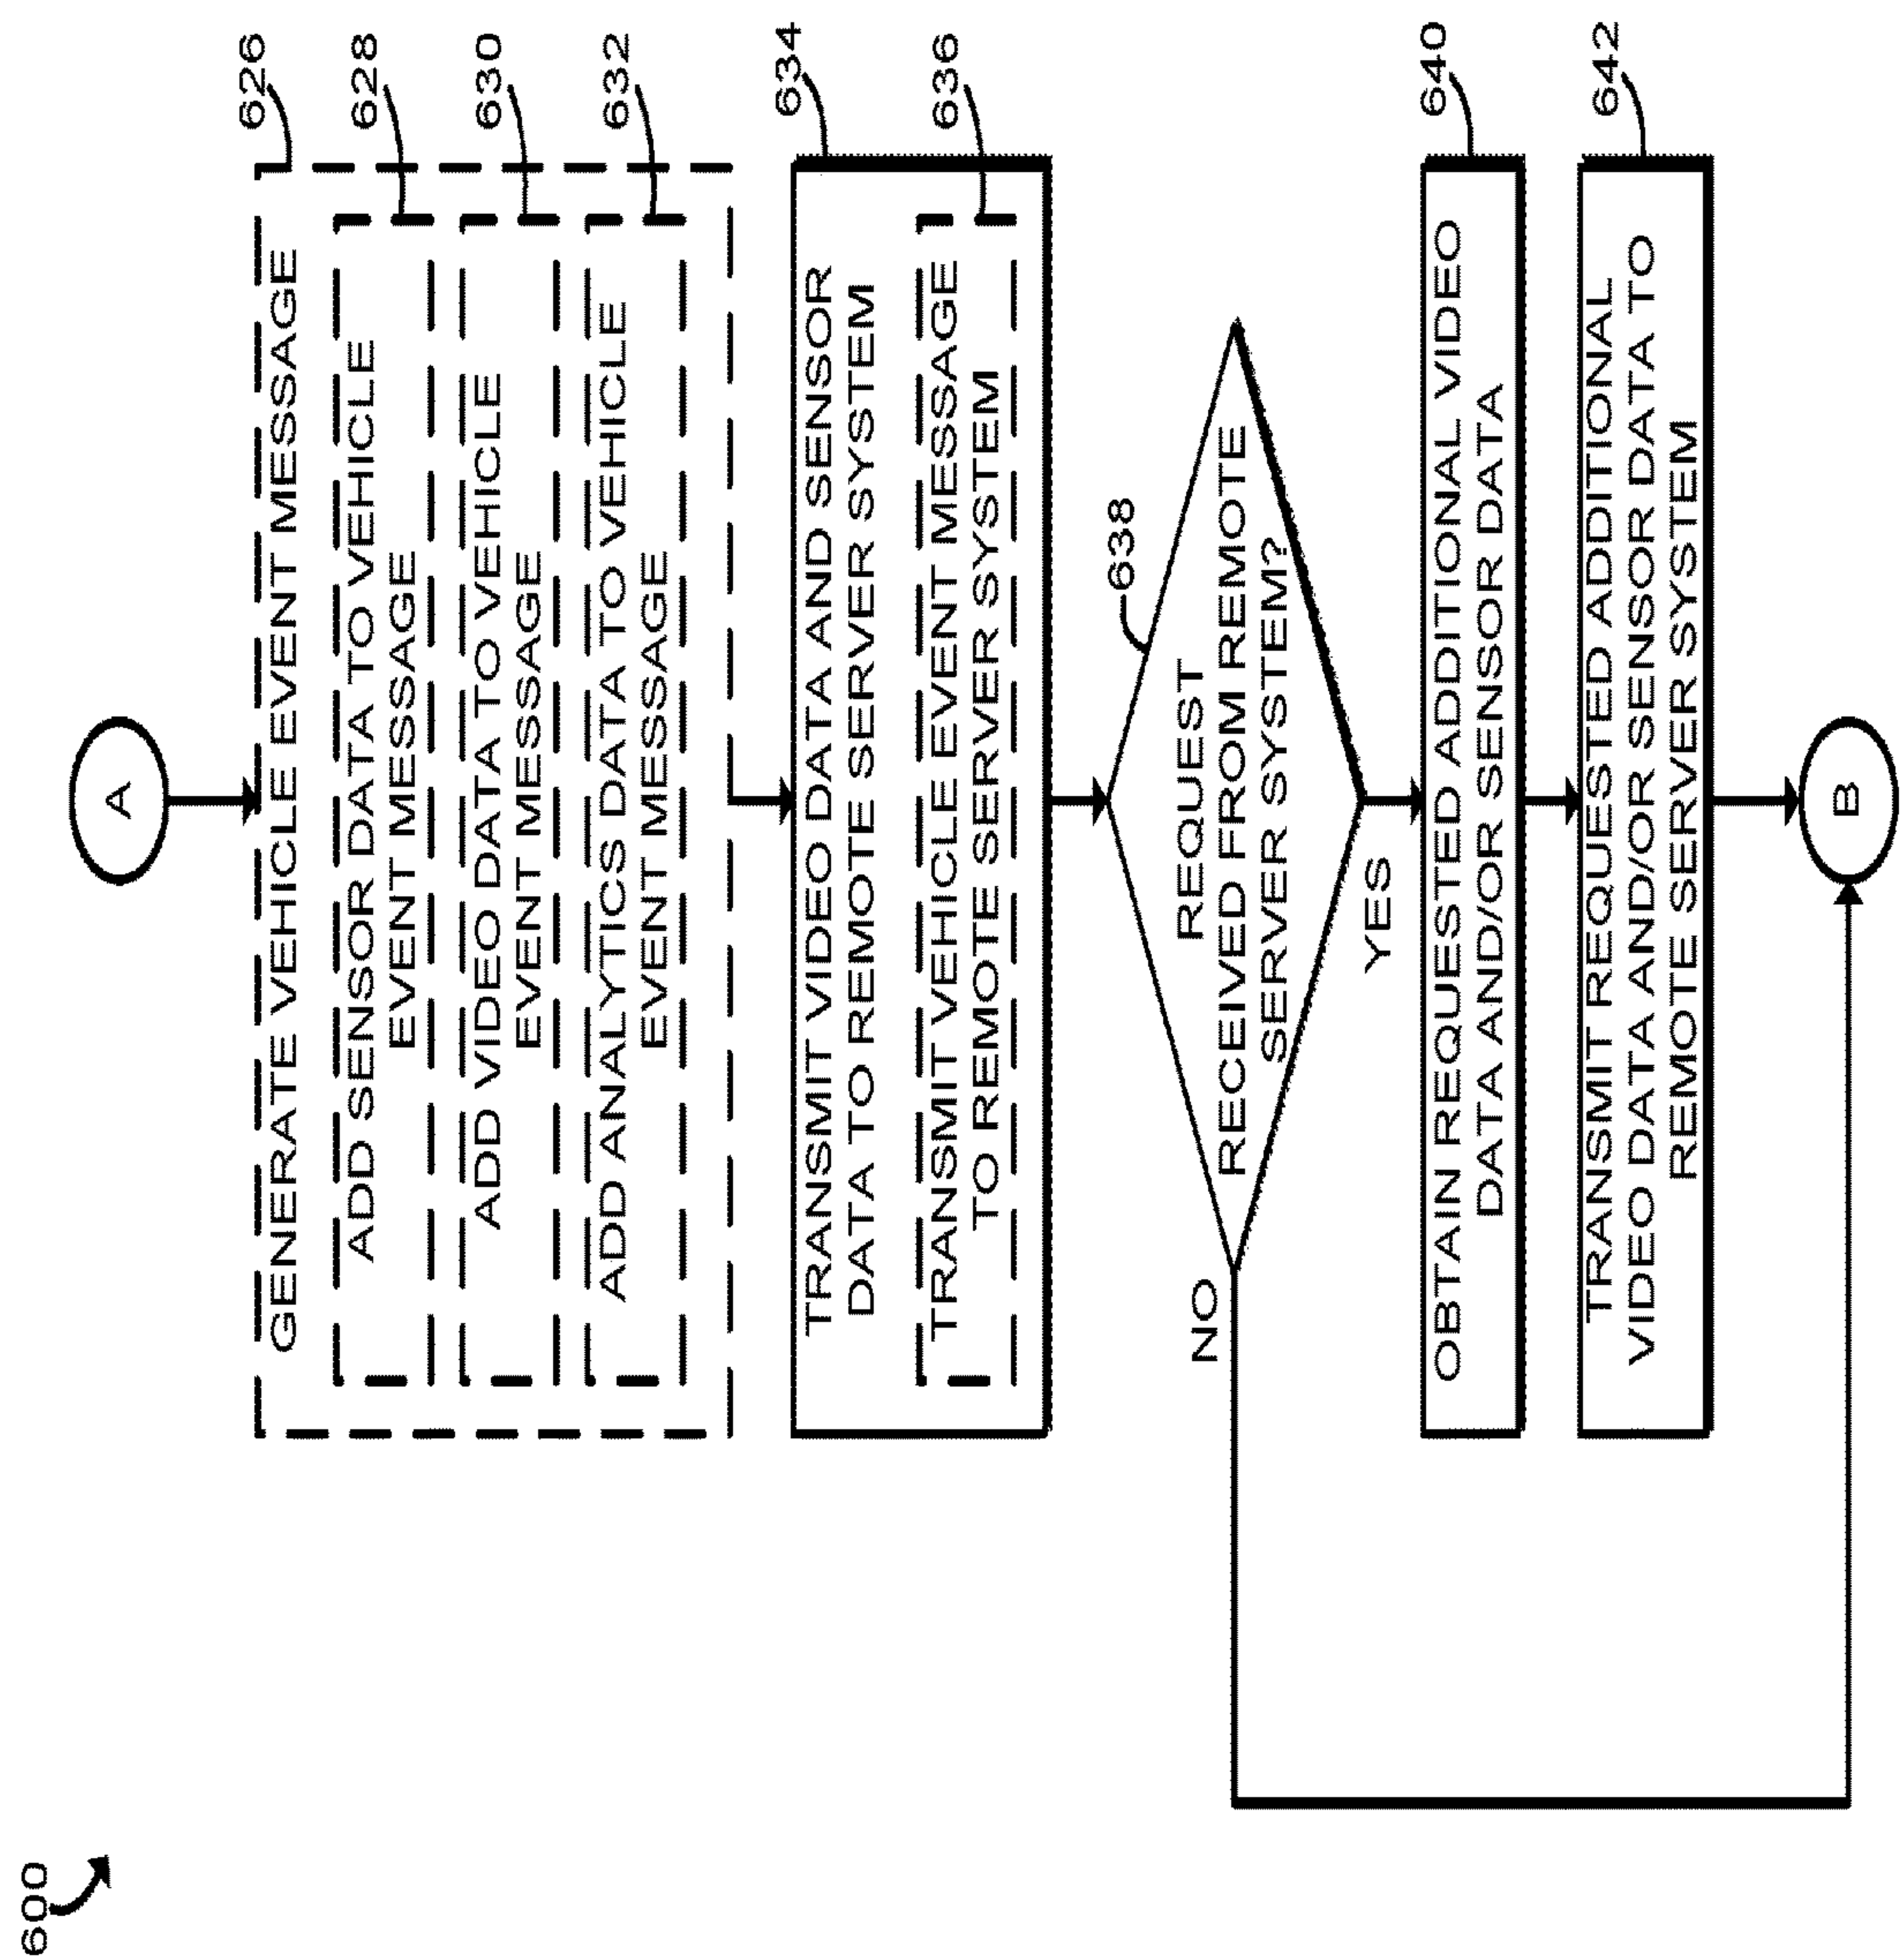 600
A
626
GENERATE VEHICLE EVENT MESSAGE
628
ADD SENSOR DATA TO VEHICLE
EVENT MESSAGE
630
ADD VIDEO DATA TO VEHICLE
EVENT MESSAGE
632
ADD ANALYTICS DATA TO VEHICLE
EVENT MESSAGE
634
TRANSMIT VIDEO DATA AND SENSOR
DATA TO REMOTE SERVER SYSTEM
636
TRANSMIT VEHICLE EVENT MESSAGE
TO REMOTE SERVER SYSTEM
638
REQUEST
RECEIVED FROM REMOTE
SERVER SYSTEM?
NO
YES
640
OBTAIN REQUESTED ADDITIONAL VIDEO
DATA AND/OR SENSOR DATA
642
TRANSMIT REQUESTED ADDITIONAL
VIDEO DATA AND/OR SENSOR DATA TO
REMOTE SERVER SYSTEM
B